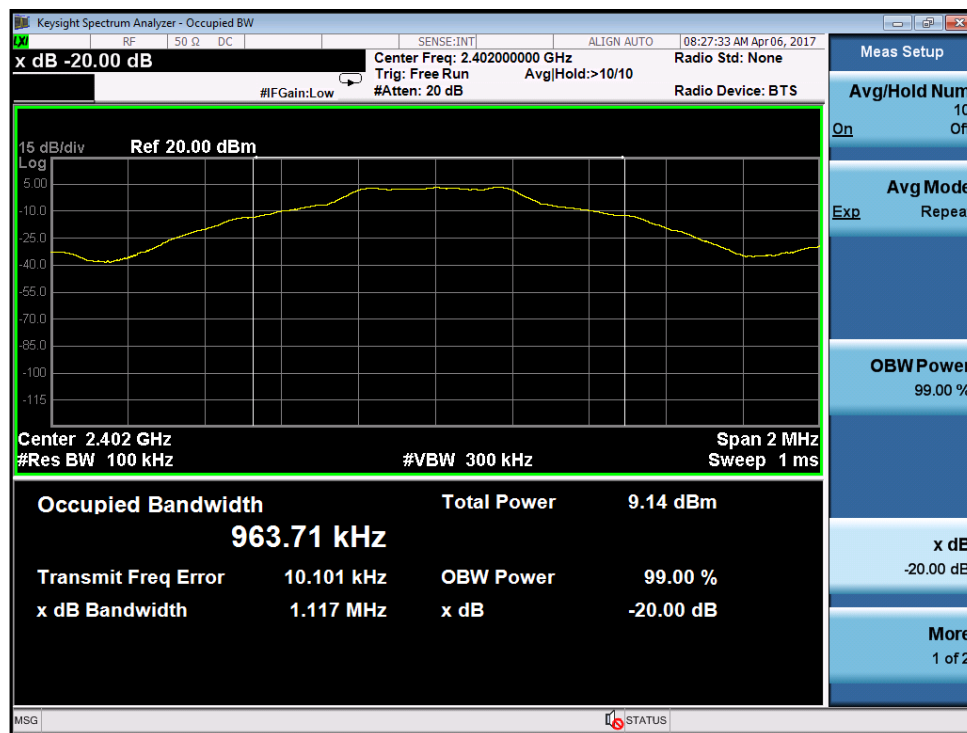 Keysight Spectrum Analyzer - Occupied BW
LXI RF 50 Ω DC SENSE:INT ALIGN AUTO 08:27:33 AM Apr 06, 2017
x dB -20.00 dB
Center Freq: 2.402000000 GHz
Radio Std: None
Trig: Free Run Avg|Hold:>10/10
#IFGain:Low #Atten: 20 dB
Radio Device: BTS
15 dB/div Ref 20.00 dBm
Log
5.00
-10.0
-25.0
-40.0
-55.0
-70.0
-85.0
-100
-115
Center 2.402 GHz Span 2 MHz
#Res BW 100 kHz #VBW 300 kHz Sweep 1 ms
Occupied Bandwidth
963.71 kHz
Total Power 9.14 dBm
Transmit Freq Error 10.101 kHz OBW Power 99.00 %
x dB Bandwidth 1.117 MHz x dB -20.00 dB
Meas Setup
Avg/Hold Num
10
On Off
Avg Mode
Exp Repeat
OBW Power
99.00 %
x dB
-20.00 dB
More
1 of 2
MSG STATUS